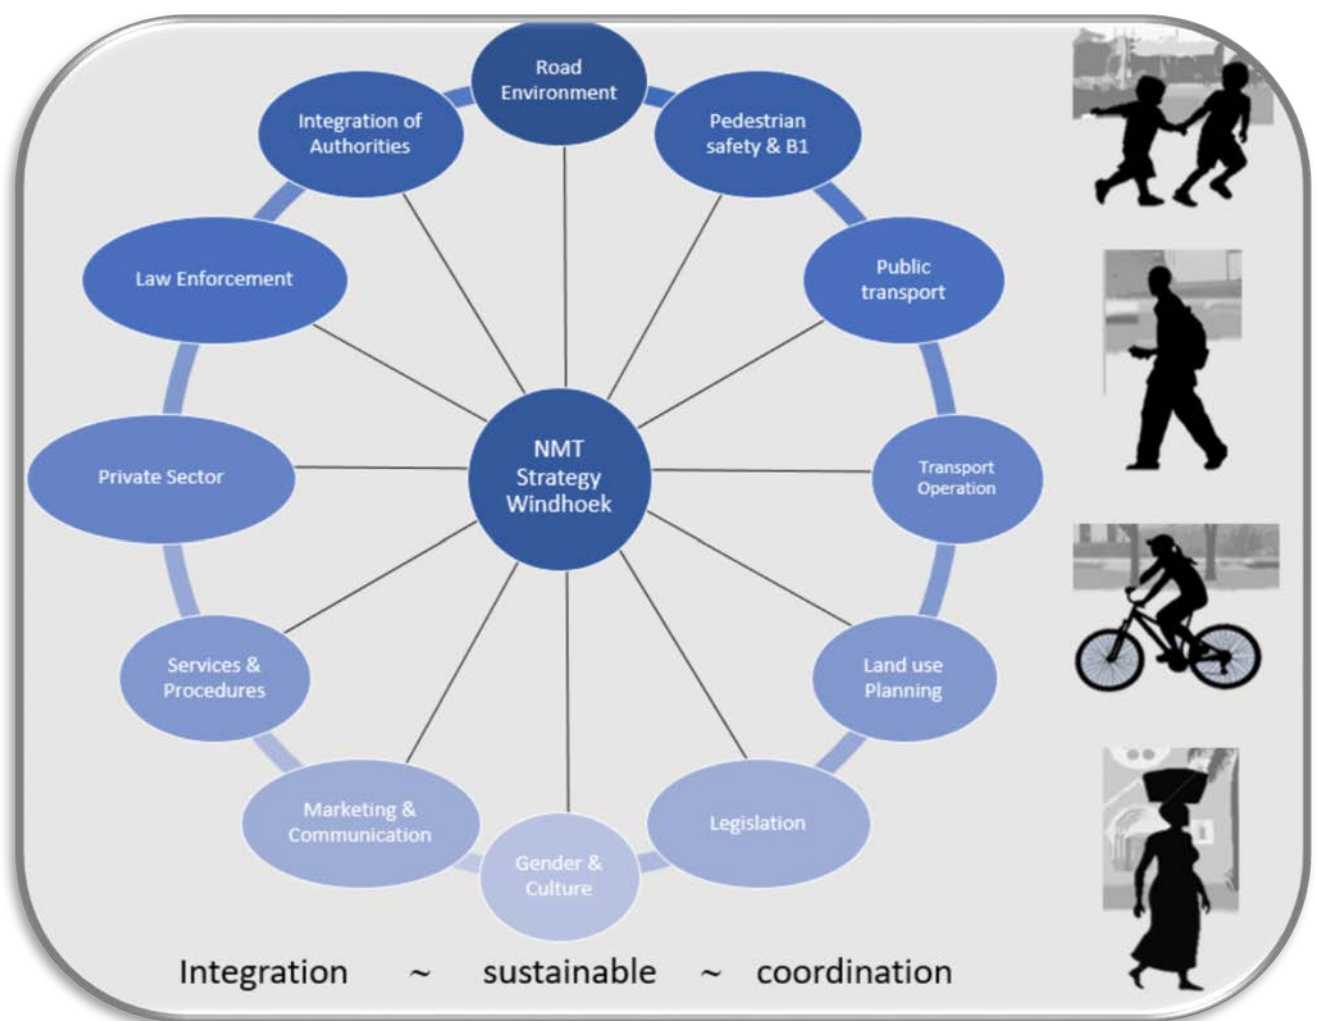 Road
Environment
Pedestrian
safety & B1
Public
transport
Transport
Operation
Land use
Planning
Legislation
Gender &
Culture
Marketing &
Communication
Services &
Procedures
Private Sector
Law Enforcement
Integration of
Authorities
NMT
Strategy
Windhoek
Integration ~ sustainable ~ coordination